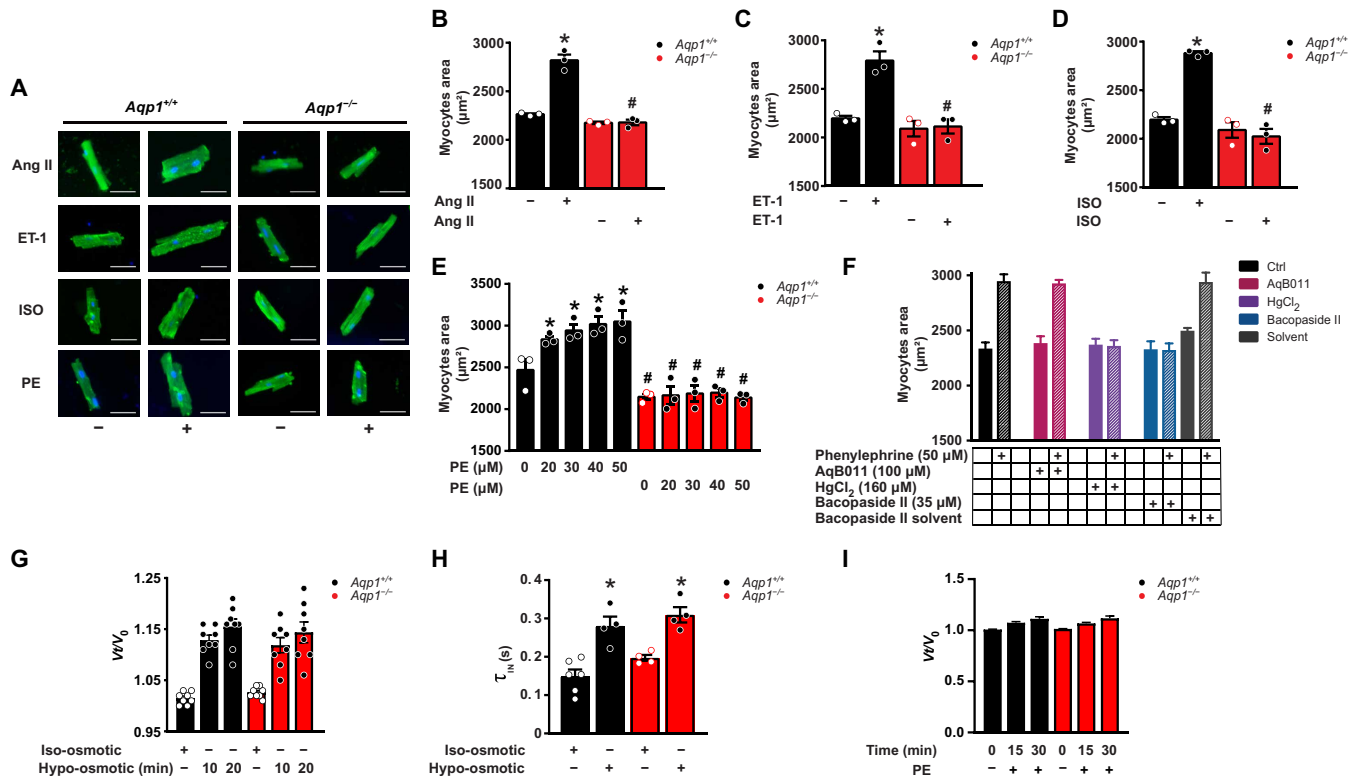 A
Aqp1+/+ Aqp1−/−
Ang II
ET-1
ISO
PE
− + − +
B
Myocytes area
(µm²)
3000
2500
2000
1500
* #
Aqp1+/+
Aqp1−/−
Ang II − +
Ang II − +
C
Myocytes area
(µm²)
3000
2500
2000
1500
* #
Aqp1+/+
Aqp1−/−
ET-1 − +
ET-1 − +
D
Myocytes area
(µm²)
3000
2500
2000
1500
* #
Aqp1+/+
Aqp1−/−
ISO − +
ISO − +
E
Myocytes area
(µm²)
3500
3000
2500
2000
1500
* * * * # # # # #
Aqp1+/+
Aqp1−/−
PE (µM) 0 20 30 40 50
PE (µM) 0 20 30 40 50
F
Myocytes area
(µm²)
3000
2500
2000
1500
Ctrl
AqB011
HgCl2
Bacopaside II
Solvent
Phenylephrine (50 µM) + + + + +
AqB011 (100 µM) + +
HgCl2 (160 µM) + +
Bacopaside II (35 µM) + +
Bacopaside II solvent + +
G
Vt/V0
1.25
1.15
1.05
0.95
Aqp1+/+
Aqp1−/−
Iso-osmotic + − − + − −
Hypo-osmotic (min) − 10 20 − 10 20
H
τIN (s)
0.4
0.3
0.2
0.1
0
* *
Aqp1+/+
Aqp1−/−
Iso-osmotic + − + −
Hypo-osmotic − + − +
I
Vt/V0
1.5
1.0
0.5
0.0
Aqp1+/+
Aqp1−/−
Time (min) 0 15 30 0 15 30
PE − + + − + +